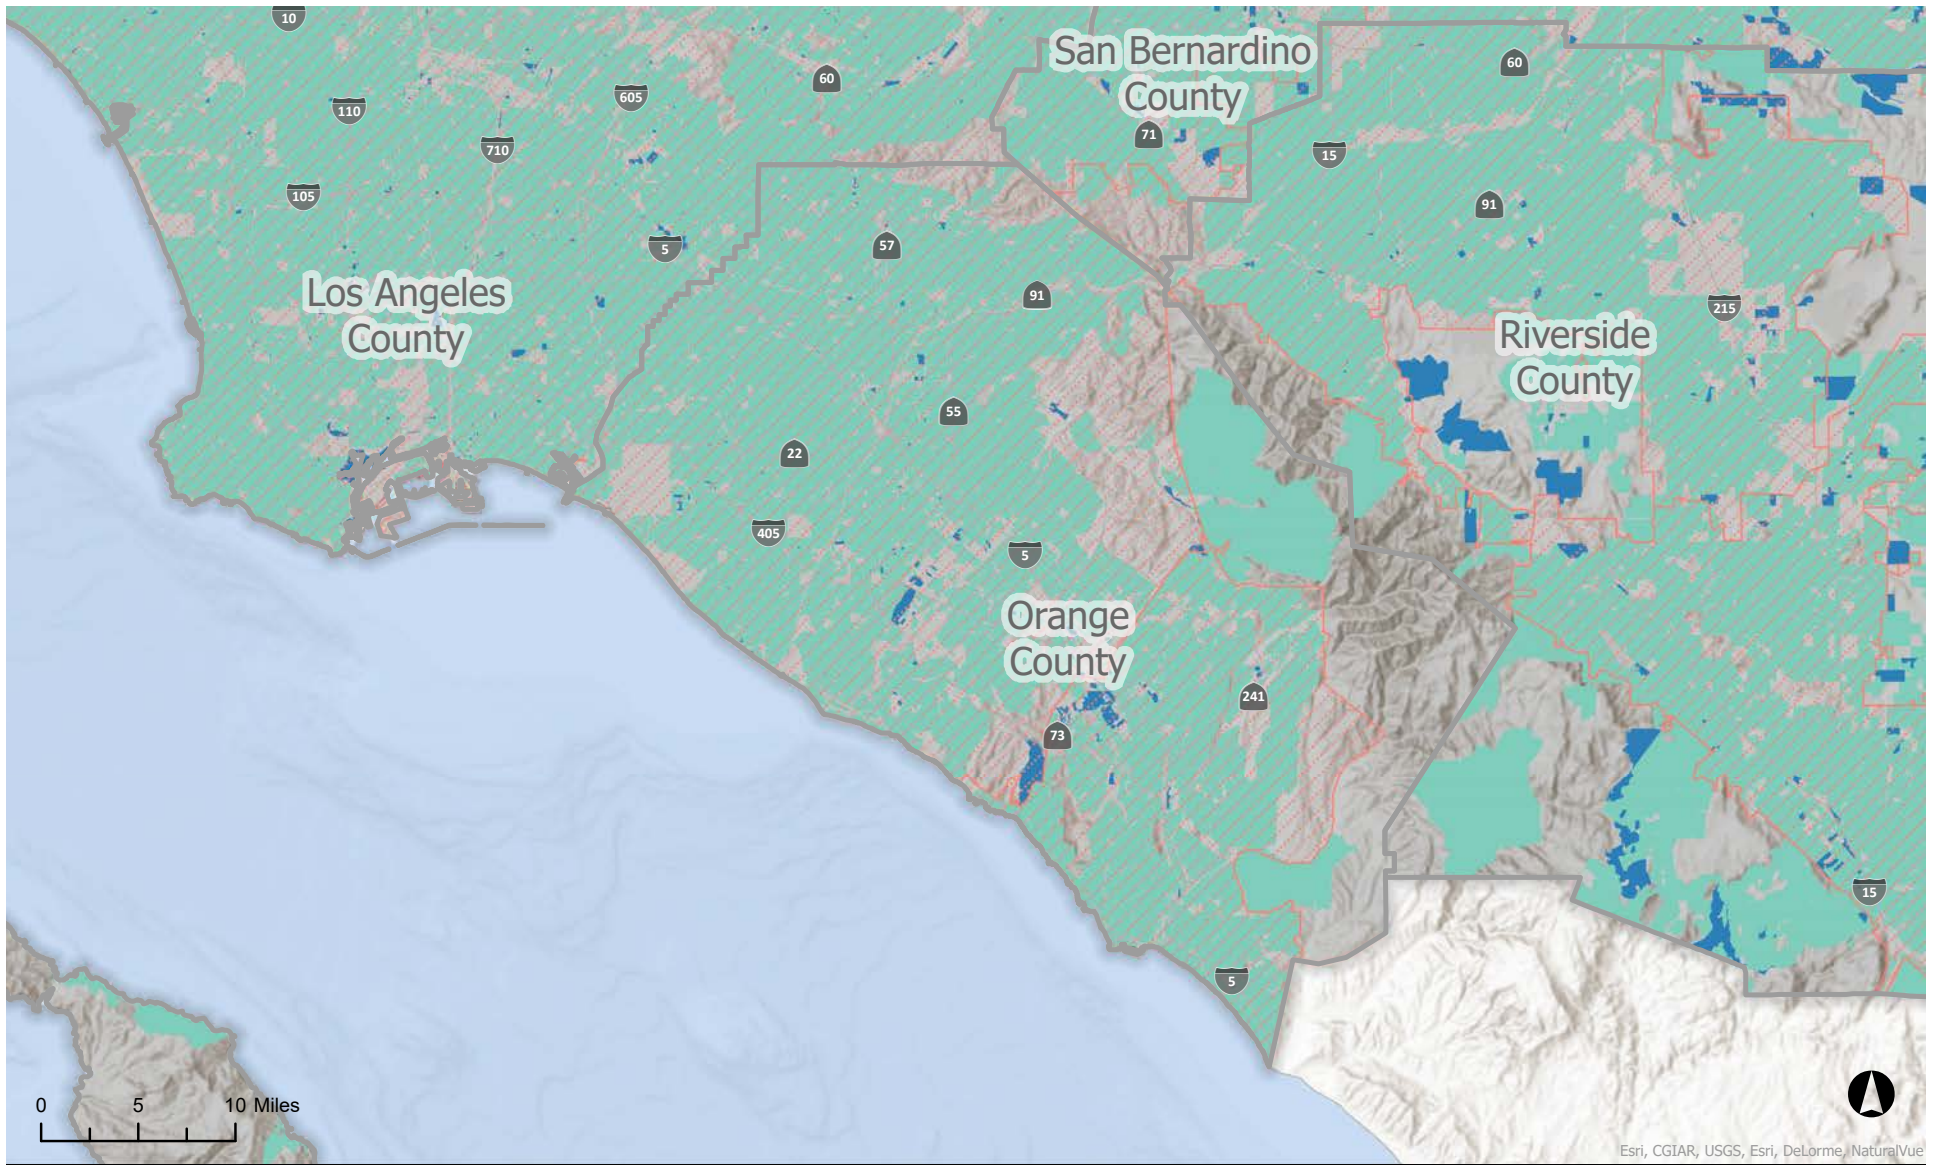 10
San Bernardino
County
60
60
605
110
71
710
15
105
91
57
5
Los Angeles
County
91
215
Riverside
County
55
22
405
5
Orange
County
241
73
15
5
0 5 10 Miles
Esri, CGIAR, USGS, Esri, DeLorme, NaturalVue